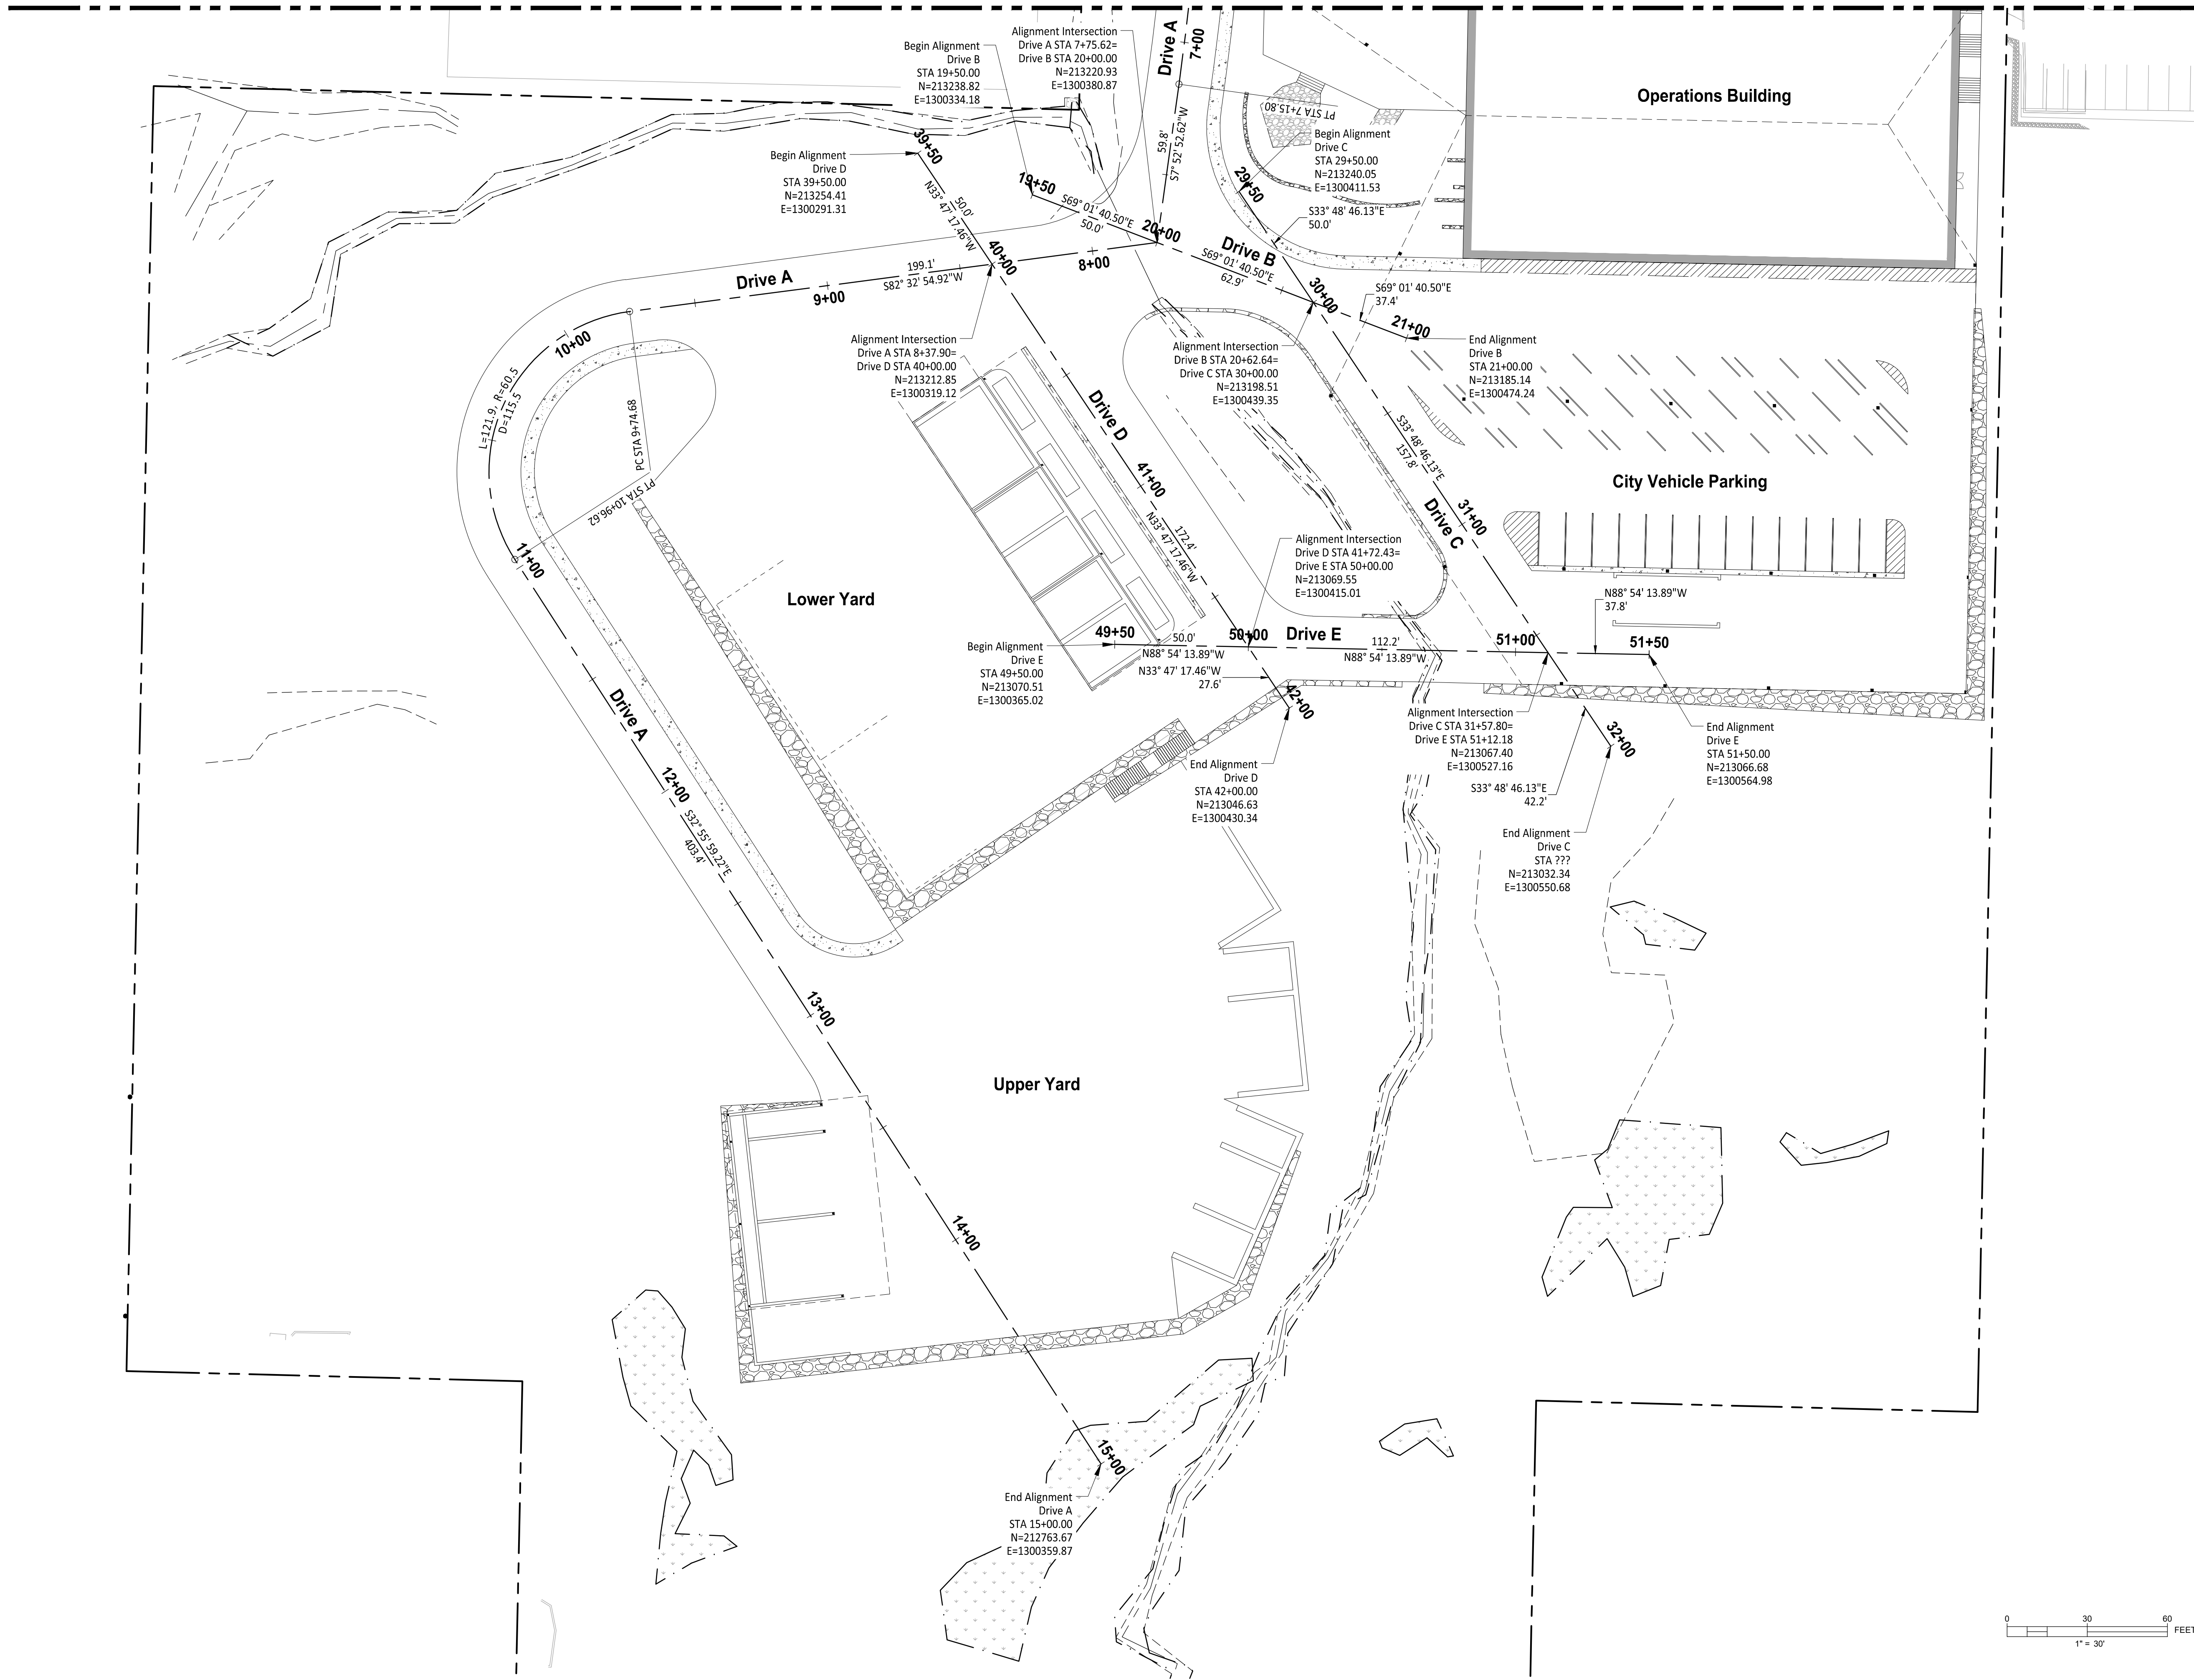 Begin Alignment
Drive B
STA 19+50.00
N=213238.82
E=1300334.18
Alignment Intersection
Drive A STA 7+75.62=
Drive B STA 20+00.00
N=213220.93
E=1300380.87
Drive A
7+00
PT STA 7+15.80
59.8'
S7° 52' 52.62"W
Operations Building
Begin Alignment
Drive C
STA 29+50.00
N=213240.05
E=1300411.53
29+50
S33° 48' 46.13"E
50.0'
Begin Alignment
Drive D
STA 39+50.00
N=213254.41
E=1300291.31
39+50
50.0'
N33° 47' 17.46"W
19+50
S69° 01' 40.50"E
50.0'
20+00
Drive B
S69° 01' 40.50"E
62.9'
40+00
8+00
199.1'
S82° 32' 54.92"W
Drive A
9+00
10+00
30+00
S69° 01' 40.50"E
37.4'
21+00
End Alignment
Drive B
STA 21+00.00
N=213185.14
E=1300474.24
Alignment Intersection
Drive A STA 8+37.90=
Drive D STA 40+00.00
N=213212.85
E=1300319.12
Alignment Intersection
Drive B STA 20+62.64=
Drive C STA 30+00.00
N=213198.51
E=1300439.35
L=121.9, R=60.5
D=115.5
PC STA 9+74.68
PT STA 10+96.62
11+00
Drive D
41+00
172.4'
N33° 47' 17.46"W
S33° 48' 46.13"E
157.8'
Drive C
31+00
City Vehicle Parking
Lower Yard
Alignment Intersection
Drive D STA 41+72.43=
Drive E STA 50+00.00
N=213069.55
E=1300415.01
N88° 54' 13.89"W
37.8'
49+50
50.0'
N88° 54' 13.89"W
50+00
Drive E
112.2'
N88° 54' 13.89"W
51+00
51+50
Begin Alignment
Drive E
STA 49+50.00
N=213070.51
E=1300365.02
N33° 47' 17.46"W
27.6'
42+00
Drive A
12+00
S32° 55' 59.22"E
403.4'
Alignment Intersection
Drive C STA 31+57.80=
Drive E STA 51+12.18
N=213067.40
E=1300527.16
32+00
End Alignment
Drive E
STA 51+50.00
N=213066.68
E=1300564.98
End Alignment
Drive D
STA 42+00.00
N=213046.63
E=1300430.34
S33° 48' 46.13"E
42.2'
End Alignment
Drive C
STA ???
N=213032.34
E=1300550.68
13+00
Upper Yard
14+00
15+00
End Alignment
Drive A
STA 15+00.00
N=212763.67
E=1300359.87
0 30 60
FEET
1" = 30'